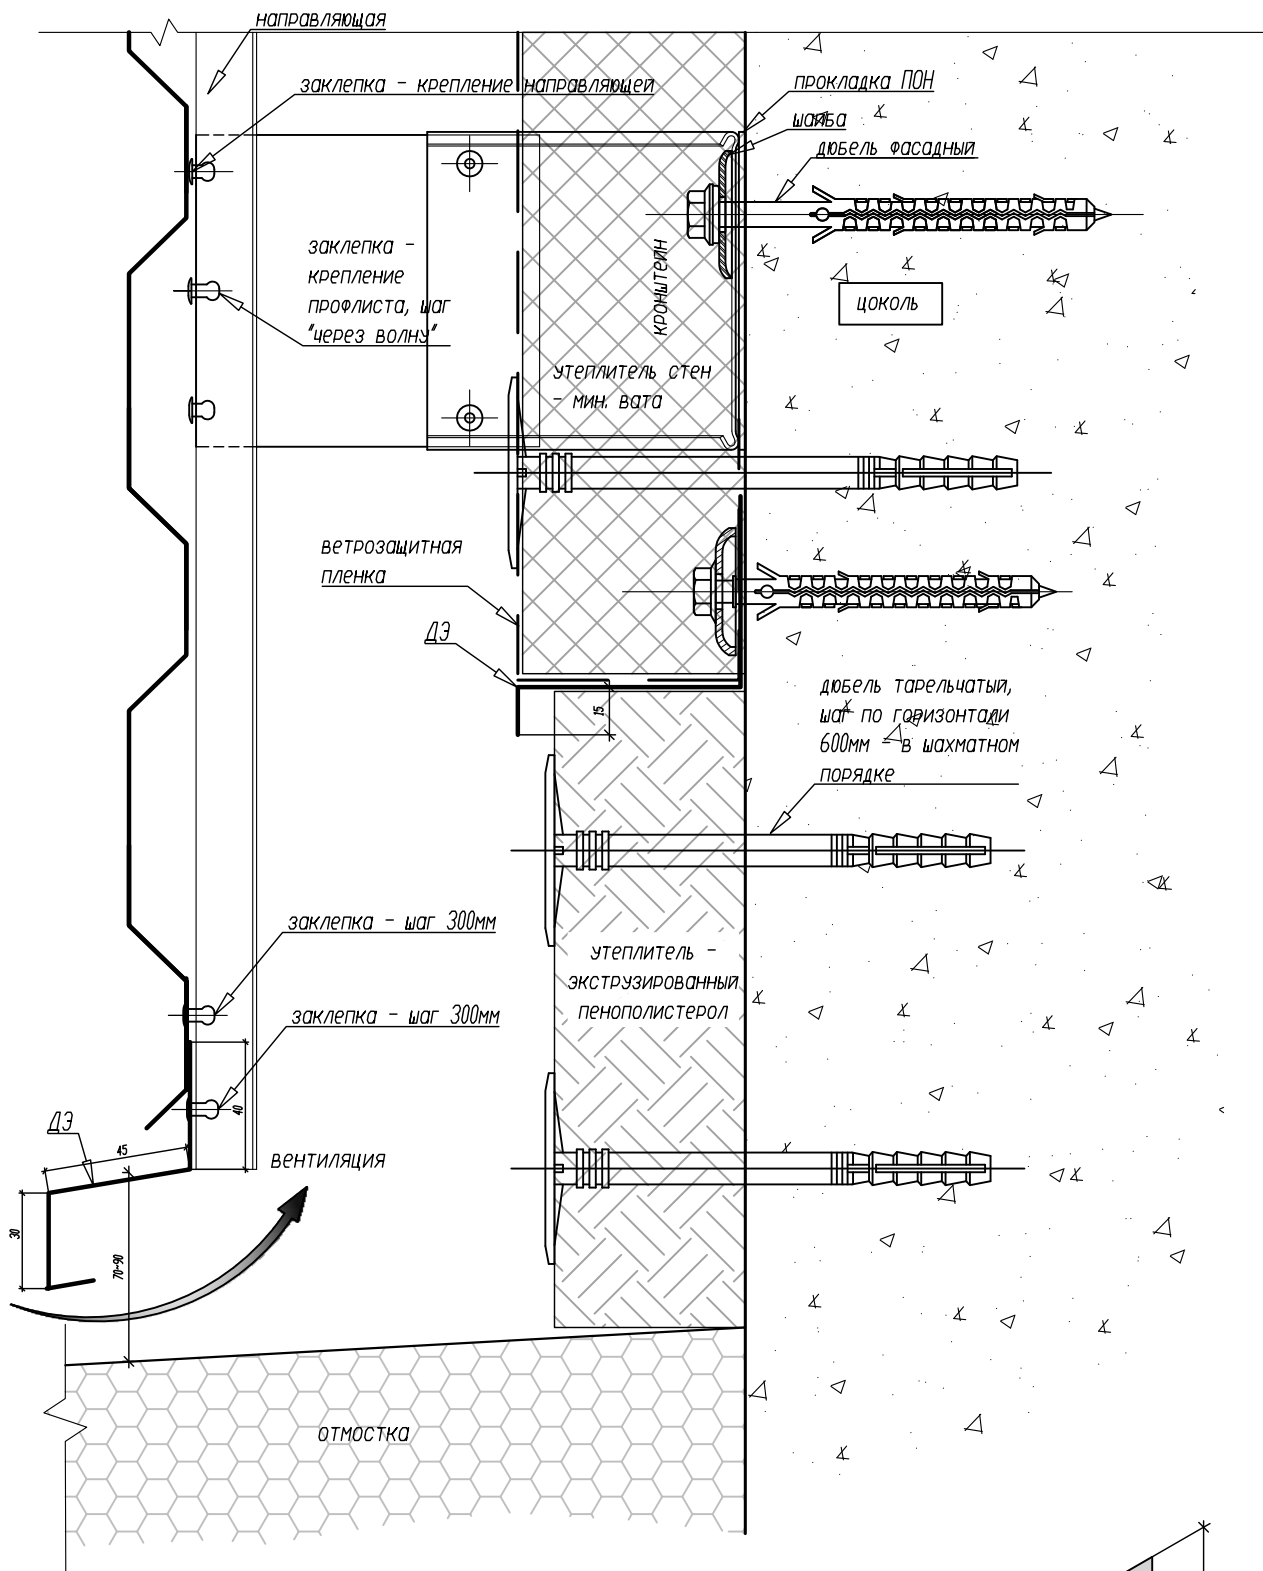 направляющая
заклепка - крепление направляющей
прокладка ПОН
шайба
дюбель фасадный
заклепка -
крепление
профлиста, шаг
"через волну"
кронштейн
цоколь
утеплитель стен
- мин. вата
ветрозащитная
пленка
ДЭ
15
дюбель тарельчатый,
шаг по горизонтали
600мм - в шахматном
порядке
заклепка - шаг 300мм
утеплитель -
экструзированный
пенополистерол
заклепка - шаг 300мм
40
ДЭ
45
вентиляция
30
70~90
отмостка